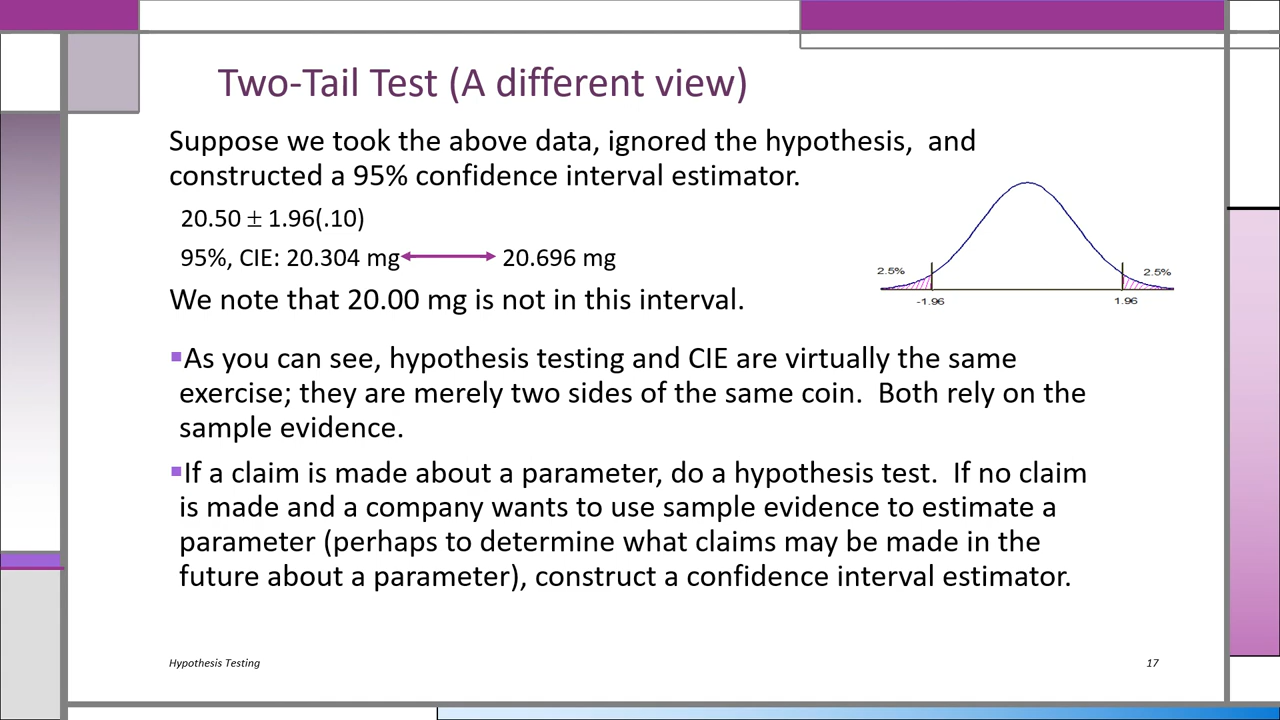 Two-Tail Test (A different view)
Suppose we took the above data, ignored the hypothesis,  and
constructed a 95% confidence interval estimator.
20.50 ± 1.96(.10)
95%, CIE: 20.304 mg 20.696 mg
We note that 20.00 mg is not in this interval.
2.5%
2.5%
-1.96
1.96
▪As you can see, hypothesis testing and CIE are virtually the same
exercise; they are merely two sides of the same coin.  Both rely on the
sample evidence.
▪If a claim is made about a parameter, do a hypothesis test.  If no claim
is made and a company wants to use sample evidence to estimate a
parameter (perhaps to determine what claims may be made in the
future about a parameter), construct a confidence interval estimator.
Hypothesis Testing
17